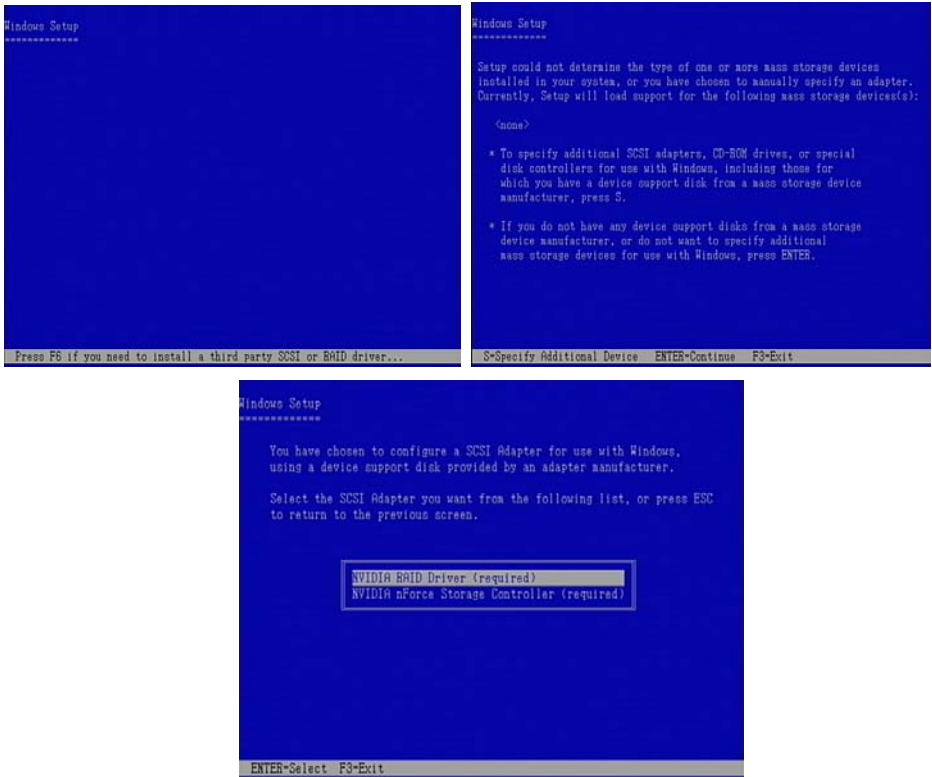 Windows Setup
=============
Press F6 if you need to install a third party SCSI or RAID driver...
Windows Setup
=============
Setup could not determine the type of one or more mass storage devices
installed in your system, or you have chosen to manually specify an adapter.
Currently, Setup will load support for the following mass storage devices(s):
<none>
* To specify additional SCSI adapters, CD-ROM drives, or special
disk controllers for use with Windows, including those for
which you have a device support disk from a mass storage device
manufacturer, press S.
* If you do not have any device support disks from a mass storage
device manufacturer, or do not want to specify additional
mass storage devices for use with Windows, press ENTER.
S=Specify Additional Device ENTER=Continue F3=Exit
Windows Setup
=============
You have chosen to configure a SCSI Adapter for use with Windows,
using a device support disk provided by an adapter manufacturer.
Select the SCSI Adapter you want from the following list, or press ESC
to return to the previous screen.
NVIDIA RAID Driver (required)
NVIDIA nForce Storage Controller (required)
ENTER=Select F3=Exit